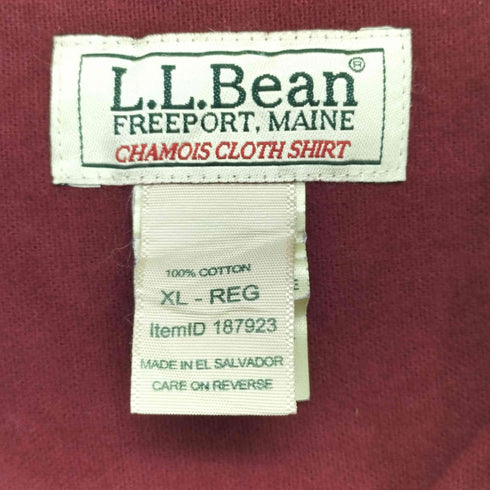 L.L.Bean®
FREEPORT, MAINE
CHAMOIS CLOTH SHIRT
100% COTTON
XL - REG
ItemID 187923
MADE IN EL SALVADOR
CARE ON REVERSE